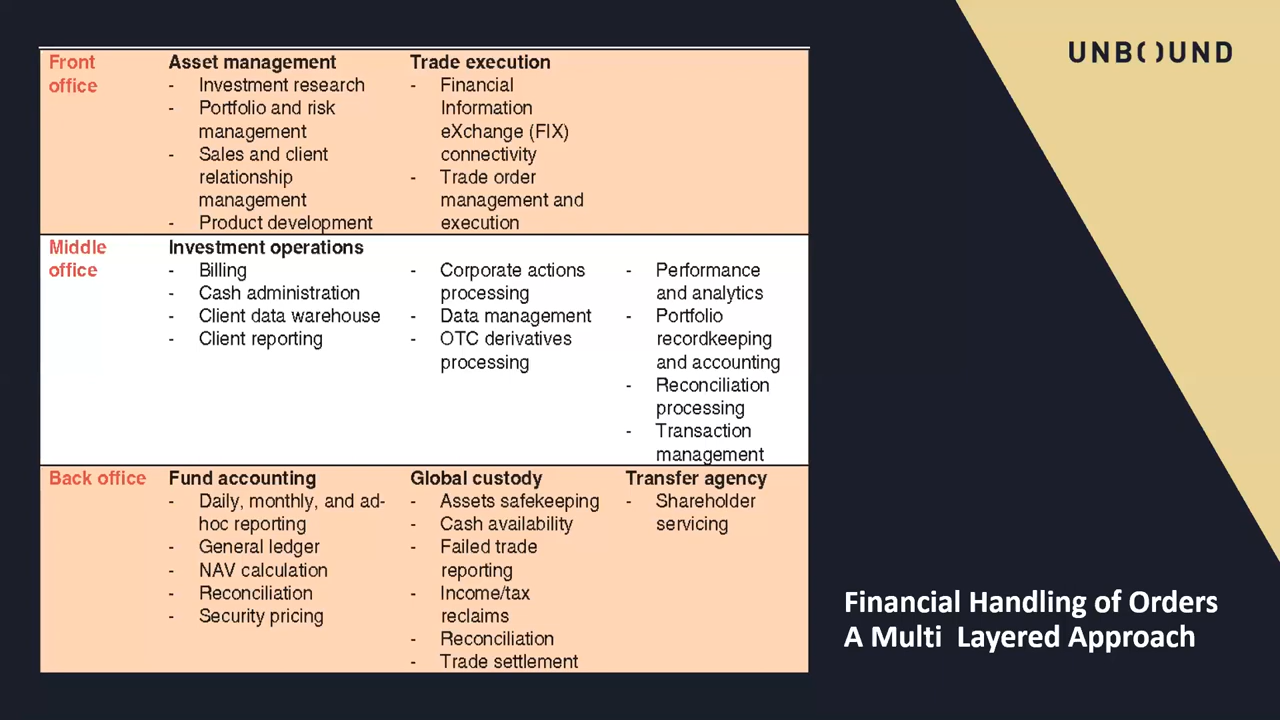 UNBOUND
Front
office
Asset management
- Investment research
- Portfolio and risk
management
- Sales and client
relationship
management
- Product development
Trade execution
- Financial
Information
eXchange (FIX)
connectivity
- Trade order
management and
execution
Middle
office
Investment operations
- Billing
- Cash administration
- Client data warehouse
- Client reporting
- Corporate actions
processing
- Data management
- OTC derivatives
processing
- Performance
and analytics
- Portfolio
recordkeeping
and accounting
- Reconciliation
processing
- Transaction
management
Back office
Fund accounting
- Daily, monthly, and ad-
hoc reporting
- General ledger
- NAV calculation
- Reconciliation
- Security pricing
Global custody
- Assets safekeeping
- Cash availability
- Failed trade
reporting
- Income/tax
reclaims
- Reconciliation
- Trade settlement
Transfer agency
- Shareholder
servicing
Financial Handling of Orders
A Multi  Layered Approach